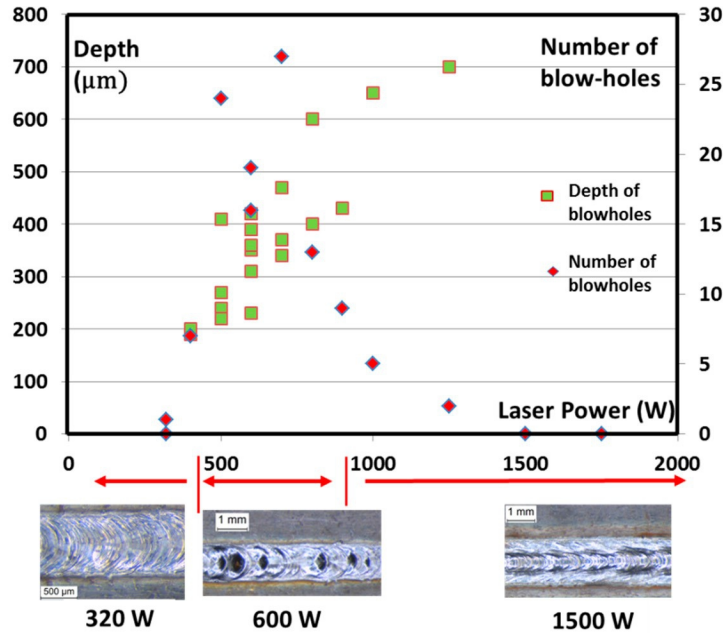 800
700
600
500
400
300
200
100
0
Depth
(μm)
Number of
blow-holes
30
25
20
15
10
5
0
Depth of
blowholes
Number of
blowholes
Laser Power (W)
0 500 1000 1500 2000
500 μm
1 mm
1 mm
320 W
600 W
1500 W